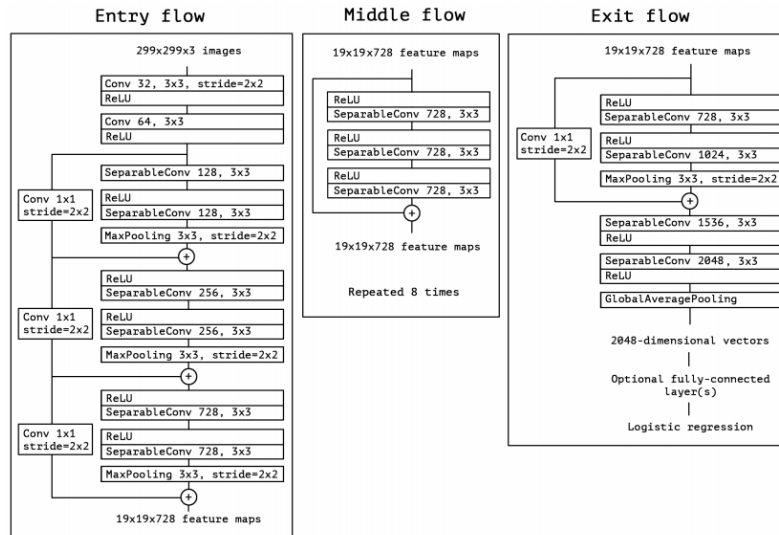 Entry flow
299x299x3 images
Conv 32, 3x3, stride=2x2
ReLU
Conv 64, 3x3
ReLU
Conv 1x1
stride=2x2
SeparableConv 128, 3x3
ReLU
SeparableConv 128, 3x3
MaxPooling 3x3, stride=2x2
+
Conv 1x1
stride=2x2
ReLU
SeparableConv 256, 3x3
ReLU
SeparableConv 256, 3x3
MaxPooling 3x3, stride=2x2
+
Conv 1x1
stride=2x2
ReLU
SeparableConv 728, 3x3
ReLU
SeparableConv 728, 3x3
MaxPooling 3x3, stride=2x2
+
19x19x728 feature maps
Middle flow
19x19x728 feature maps
ReLU
SeparableConv 728, 3x3
ReLU
SeparableConv 728, 3x3
ReLU
SeparableConv 728, 3x3
+
19x19x728 feature maps
Repeated 8 times
Exit flow
19x19x728 feature maps
Conv 1x1
stride=2x2
ReLU
SeparableConv 728, 3x3
ReLU
SeparableConv 1024, 3x3
MaxPooling 3x3, stride=2x2
+
SeparableConv 1536, 3x3
ReLU
SeparableConv 2048, 3x3
ReLU
GlobalAveragePooling
2048-dimensional vectors
Optional fully-connected
layer(s)
Logistic regression